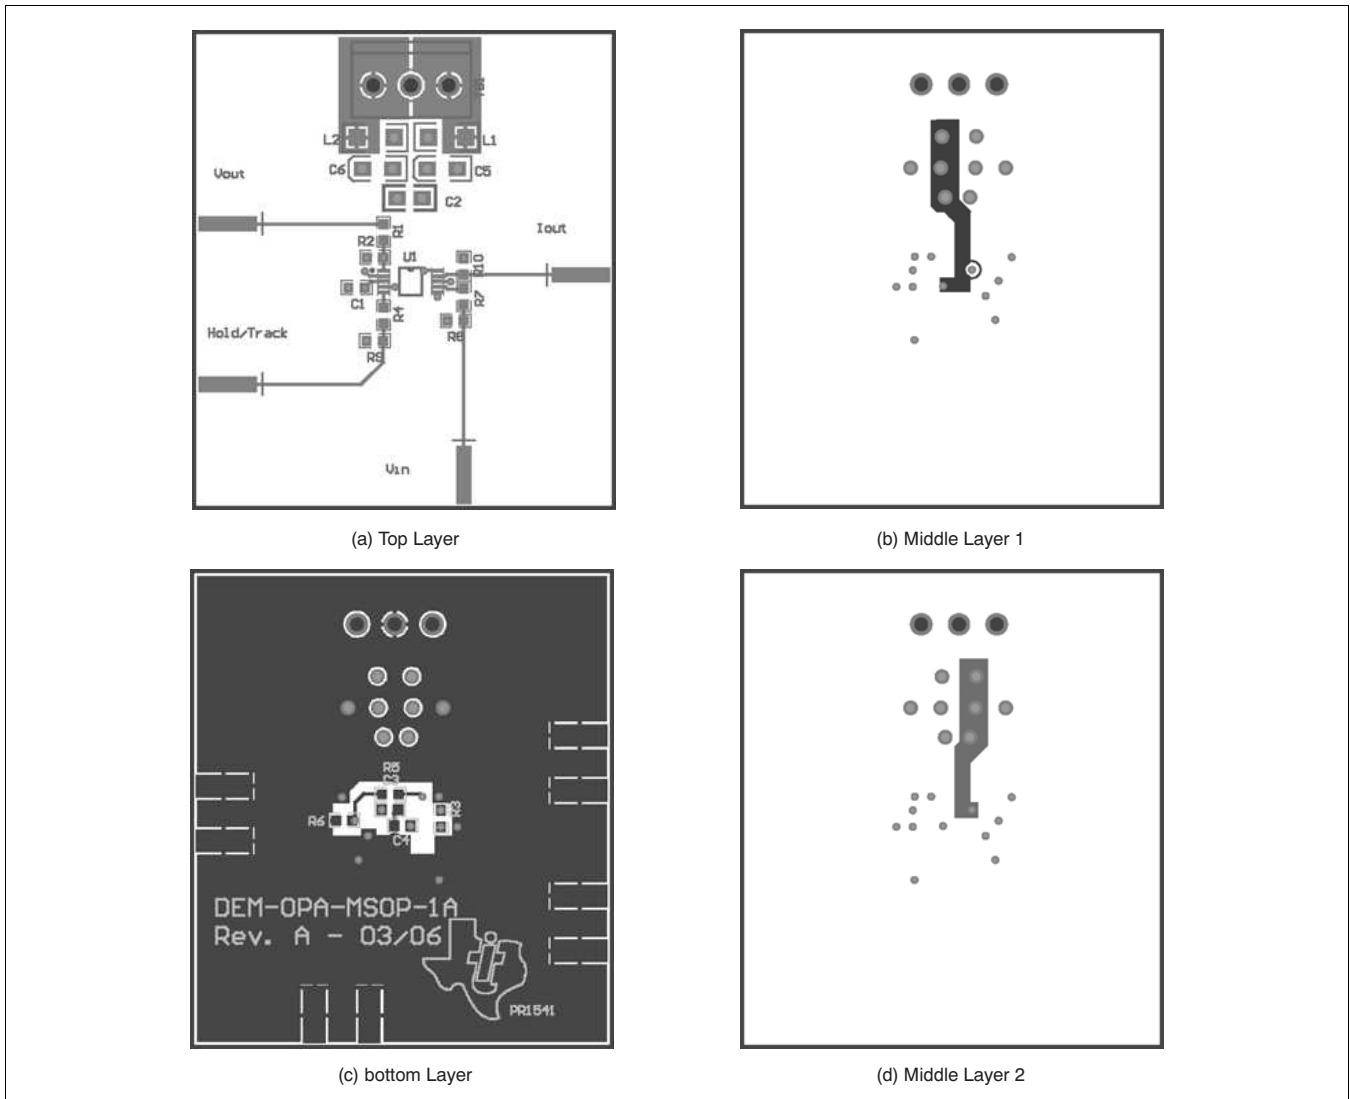 TB1
L2
L1
C6
C5
Vout
C2
R1
Iout
R2
U1
R10
C1
R7
R4
Hold/Track
R8
R9
Vin
(a) Top Layer
(b) Middle Layer 1
R5
C3
R3
R6
C4
DEM-OPA-MSOP-1A
Rev. A - 03/06
PR1541
(c) bottom Layer
(d) Middle Layer 2